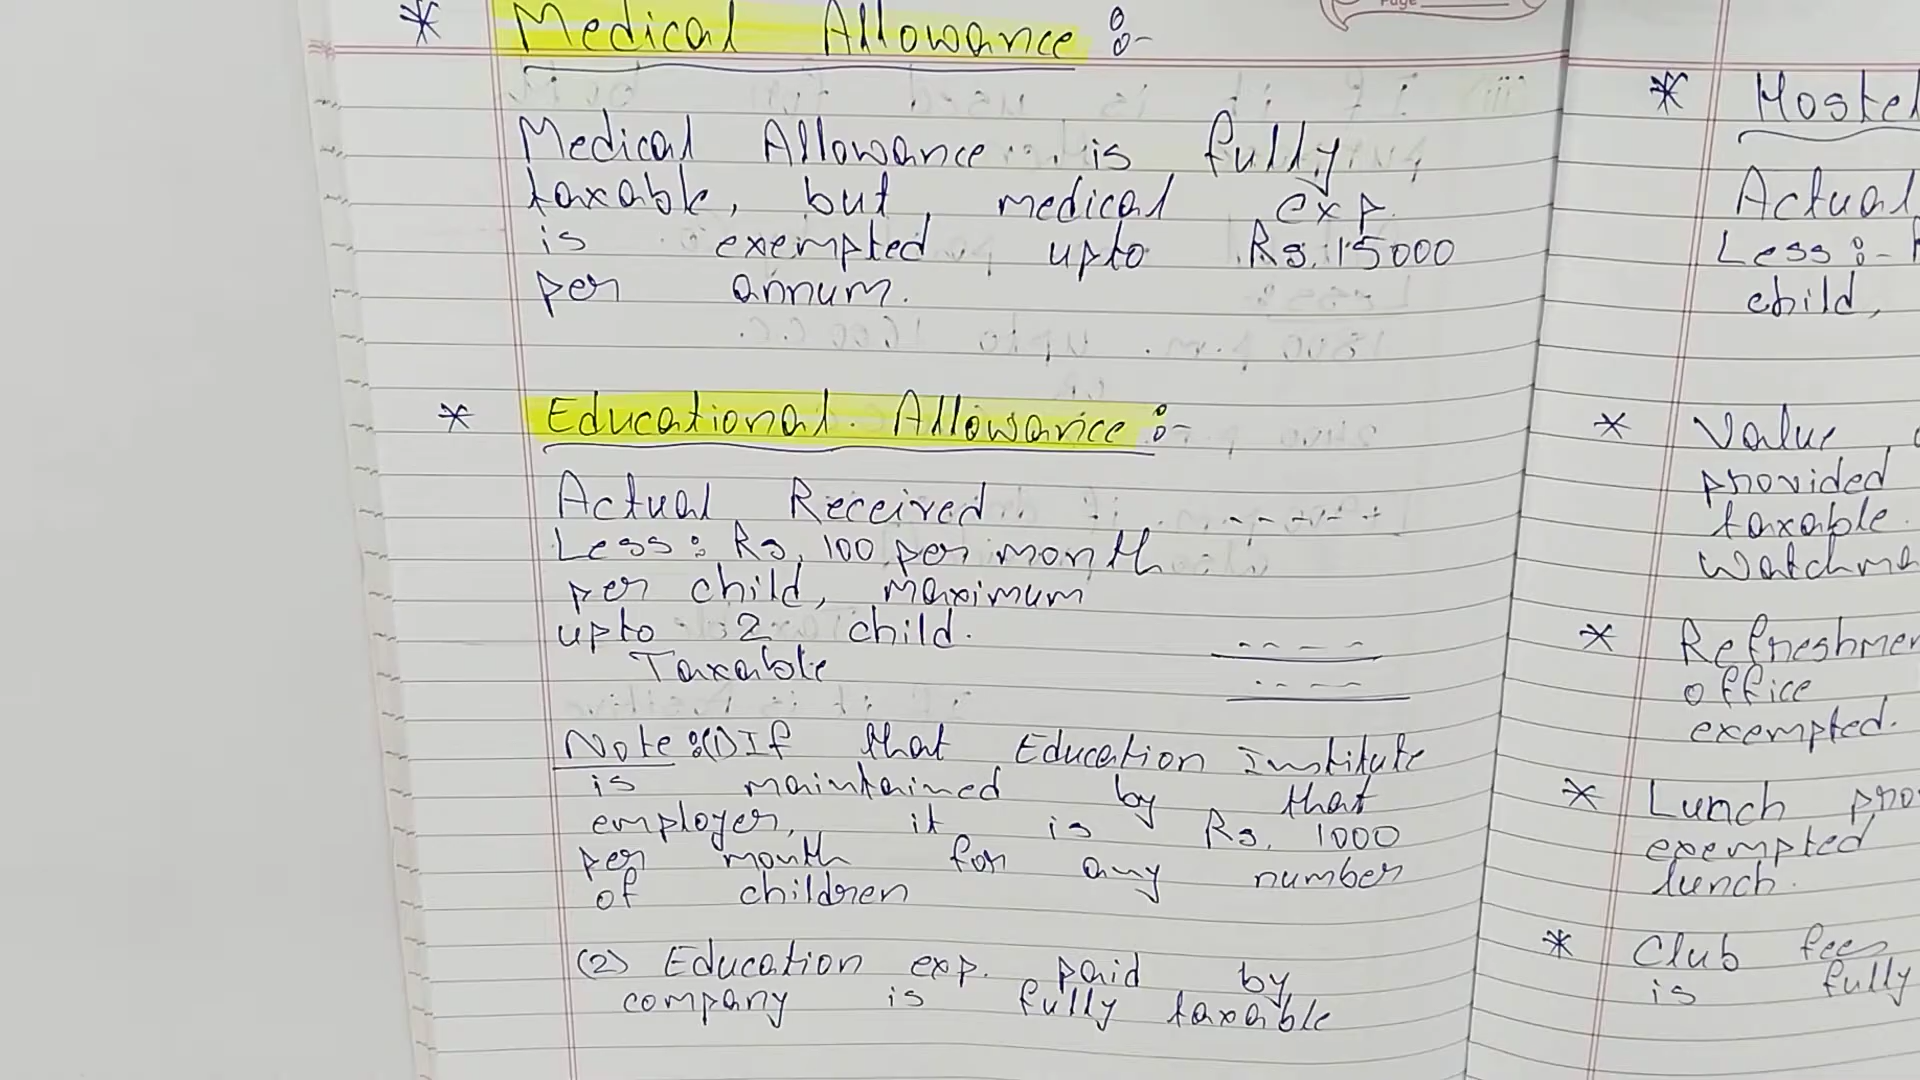 Page
* Medical Allowance :-
Medical Allowance is fully
taxable, but, medical exp.
is exempted upto Rs. 15000
per annum.
* Educational Allowance :-
Actual Received
Less: Rs. 100 per month
per child, maximum
upto 2 child.
Taxable
Note :(1) If that Education Institute
is maintained by that
employer, it is Rs. 1000
per month for any number
of children
(2) Education exp. paid by
company is fully taxable
* Hostel
Actual
Less :-
child,
* Value
provided
taxable.
* Refreshmen
office
exempted.
* Lunch pro
exempted
lunch.
* Club fees
is fully